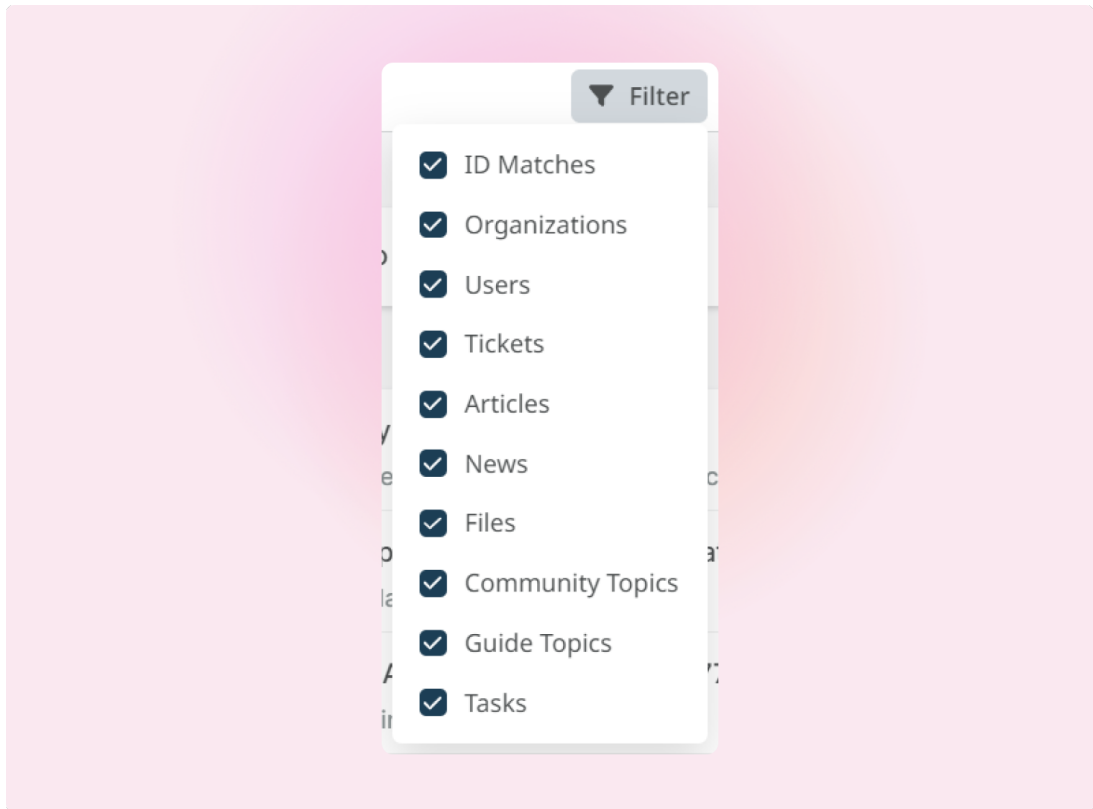 Filter
ID Matches
Organizations
Users
Tickets
Articles
News
Files
Community Topics
Guide Topics
Tasks